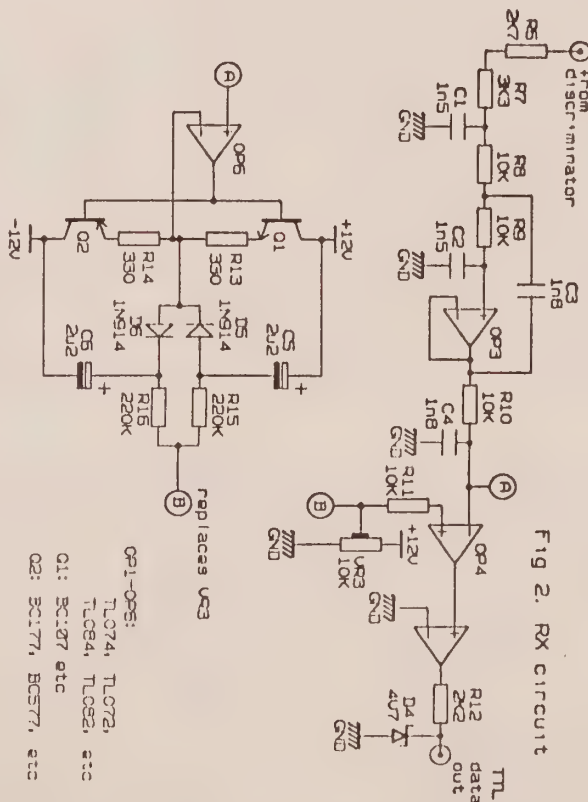 from
discriminator
R6
2K7
R7
3K3
C1
1n5
GND
R8
10K
R9
10K
C2
1n5
GND
C3
1n8
OP3
R10
10K
C4
1n8
GND
A
R11
10K
B
+12V
VR3
10K
GND
OP4
GND
R12
2K2
D4
4V7
GND
TTL
data
out
Fig 2. RX circuit
A
OP6
+12V
Q1
R13
330
R14
330
Q2
-12V
D5
1N914
D6
1N914
C5
2u2
+
C6
2u2
+
R15
220K
R16
220K
B
replaces VR3
OP1-OP6:
TL074, TL072,
TL084, TL082, etc
Q1: BC107 etc
Q2: BC177, BC577, etc